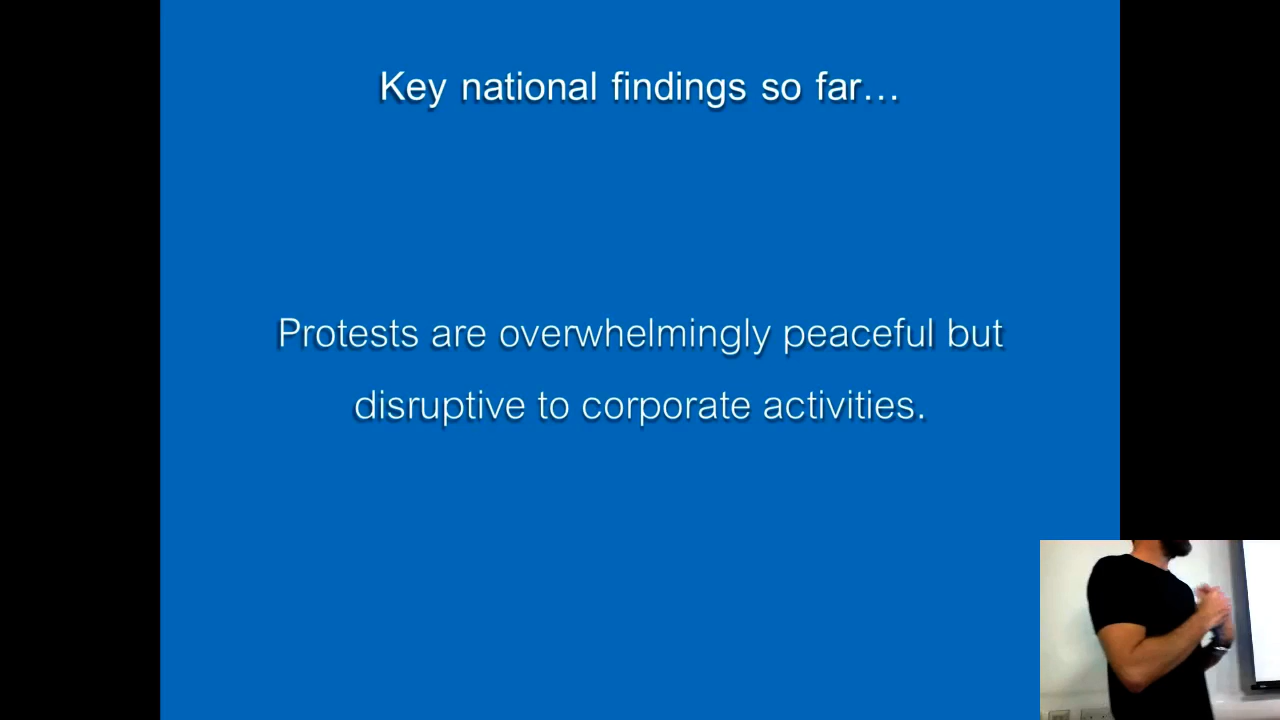 Key national findings so far…
Protests are overwhelmingly peaceful but
disruptive to corporate activities.